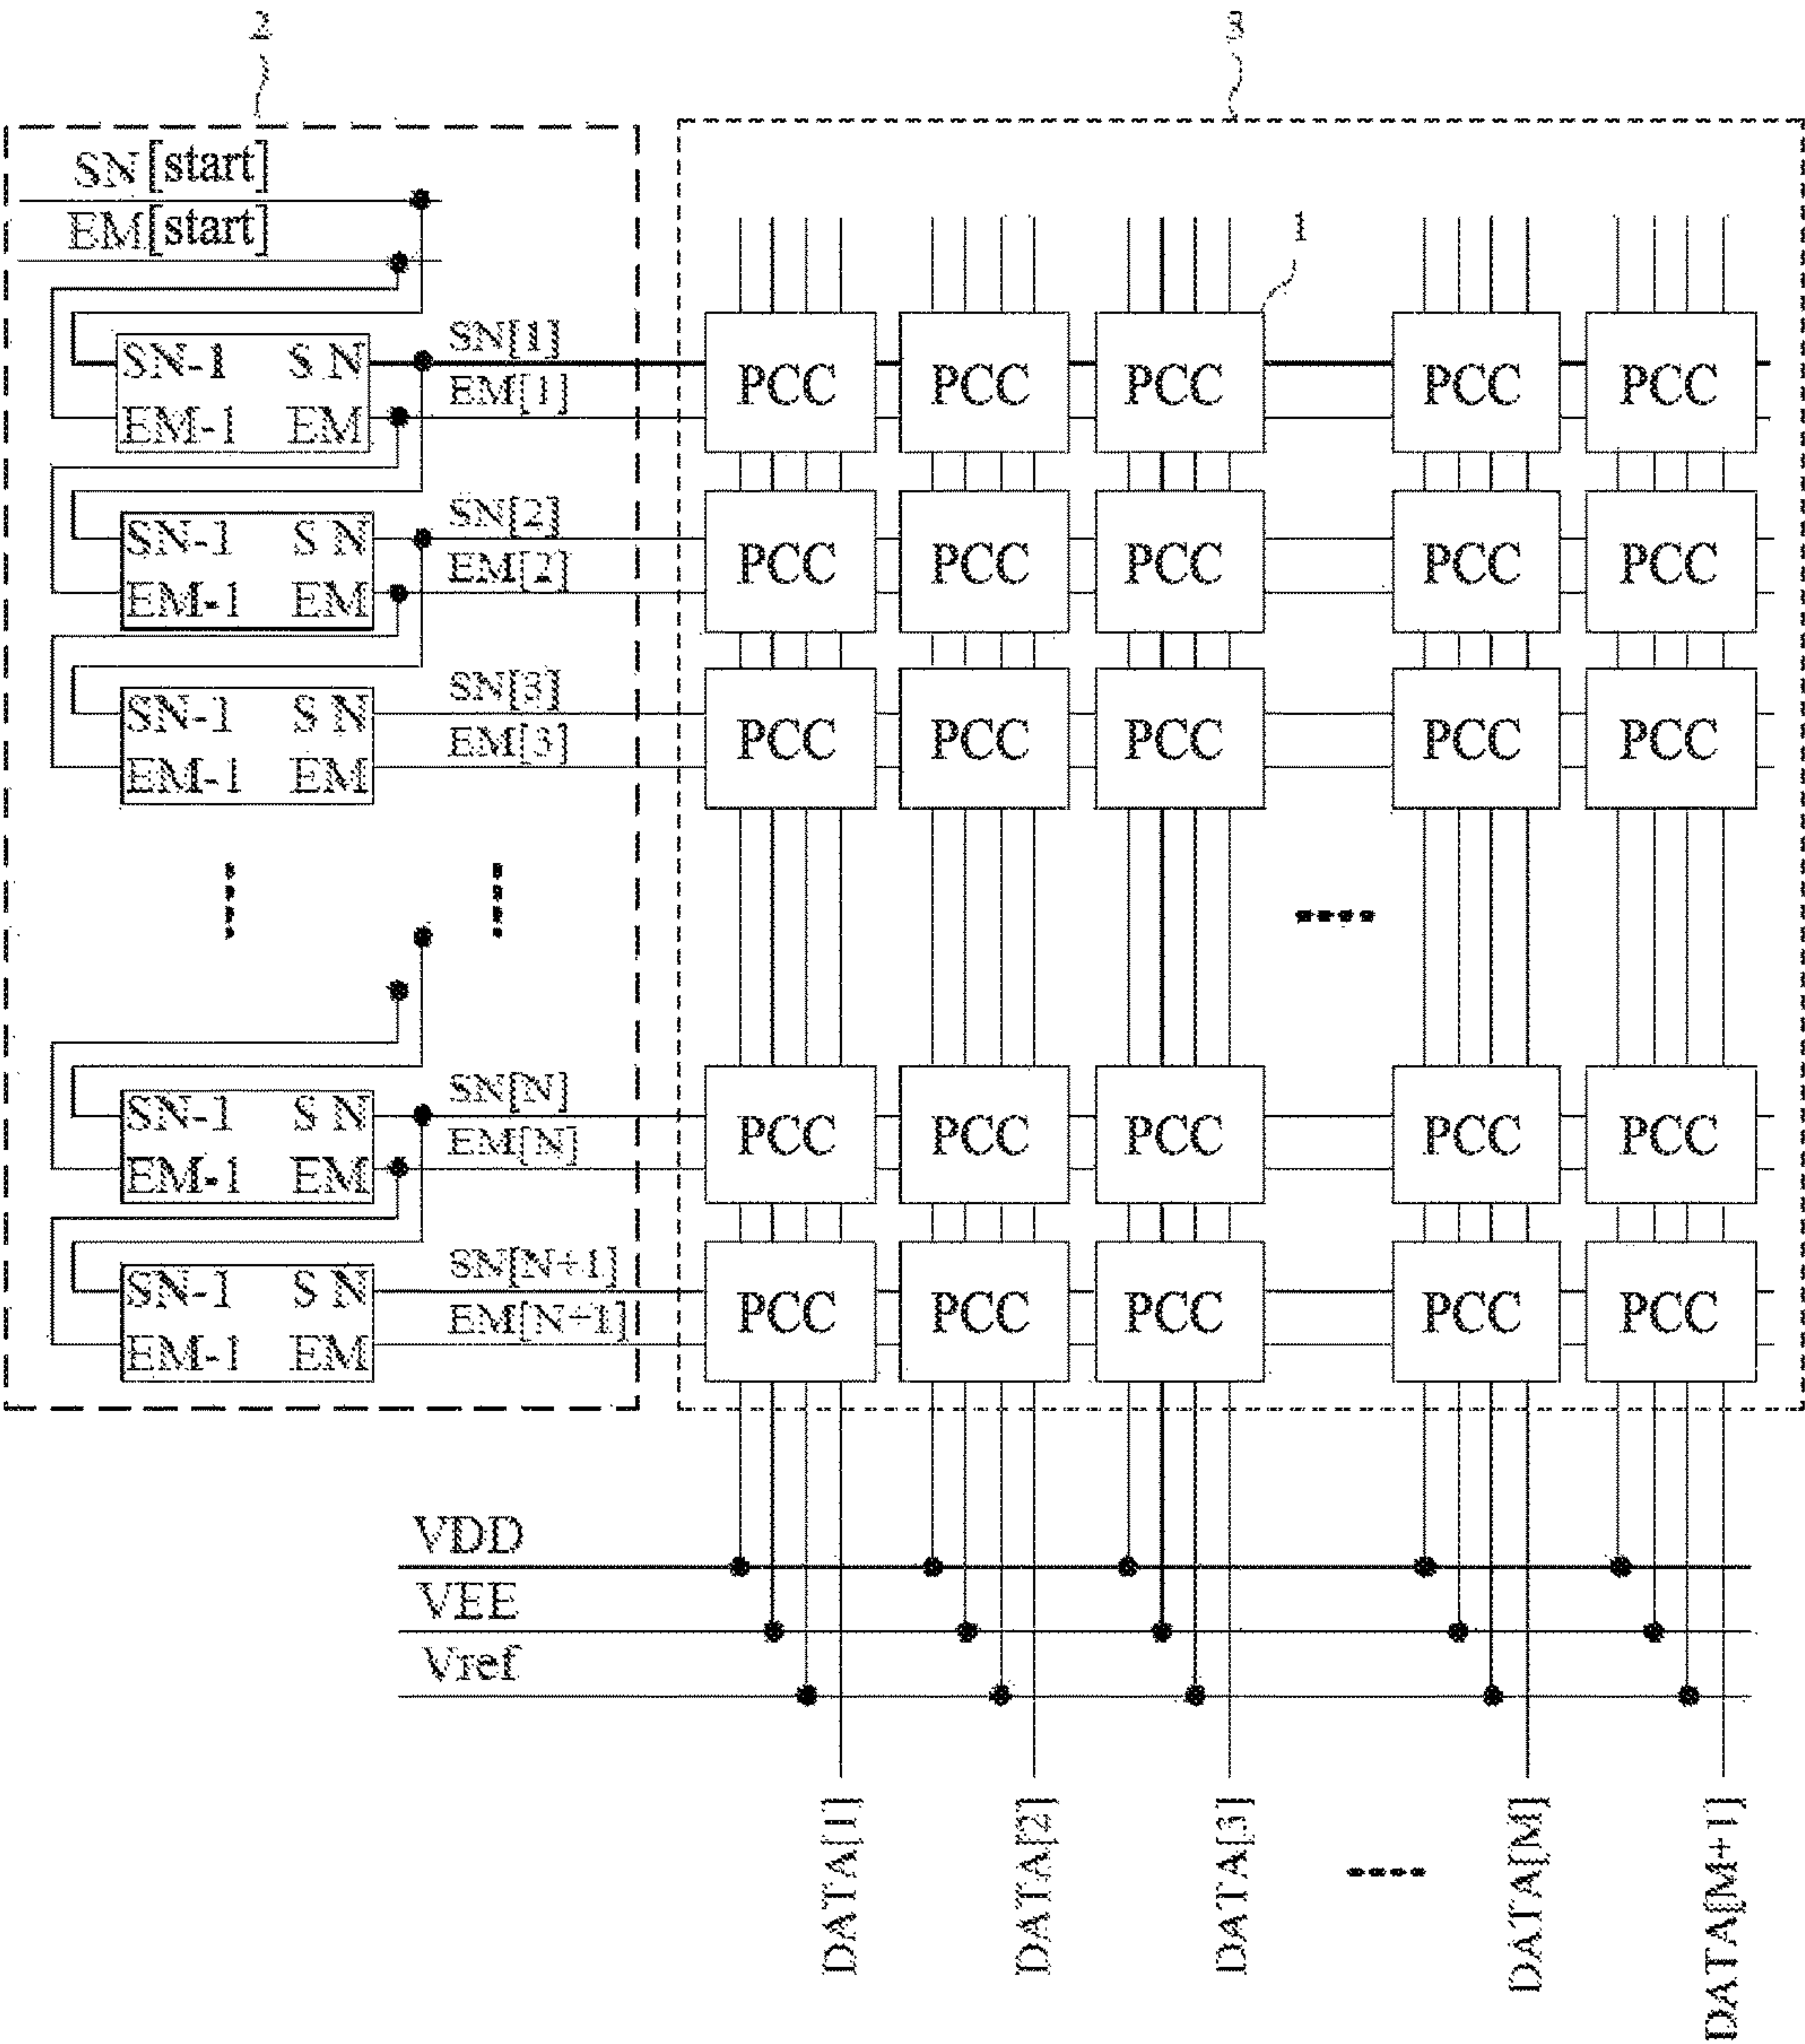 2
3
SN[start]
EM[start]
1
SN-1 SN
EM-1 EM
SN[1]
EM[1]
PCC PCC PCC PCC PCC
SN-1 SN
EM-1 EM
SN[2]
EM[2]
PCC PCC PCC PCC PCC
SN-1 SN
EM-1 EM
SN[3]
EM[3]
PCC PCC PCC PCC PCC
SN-1 SN
EM-1 EM
SN[N]
EM[N]
PCC PCC PCC PCC PCC
SN-1 SN
EM-1 EM
SN[N+1]
EM[N+1]
PCC PCC PCC PCC PCC
VDD
VEE
Vref
DATA[1]
DATA[2]
DATA[3]
DATA[M]
DATA[M+1]